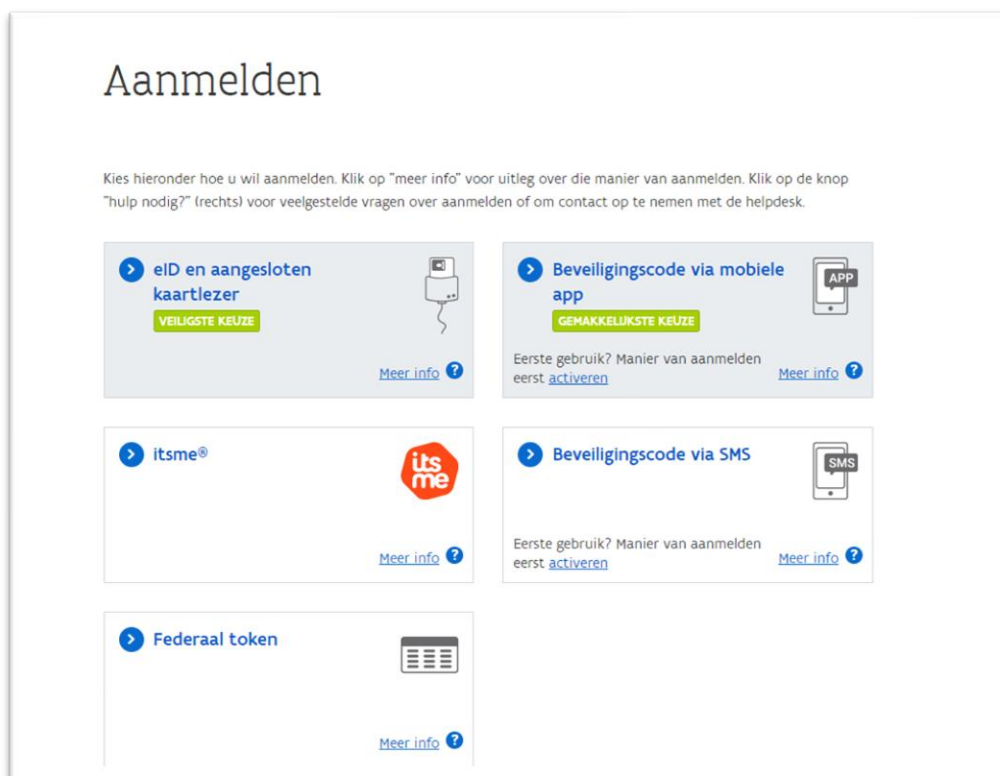 Aanmelden
Kies hieronder hoe u wil aanmelden. Klik op "meer info" voor uitleg over die manier van aanmelden. Klik op de knop
"hulp nodig?" (rechts) voor veelgestelde vragen over aanmelden of om contact op te nemen met de helpdesk.
eID en aangesloten
kaartlezer
VEILIGSTE KEUZE
Meer info ?
Beveiligingscode via mobiele
app
GEMAKKELIJKSTE KEUZE
APP
Eerste gebruik? Manier van aanmelden
eerst activeren
Meer info ?
itsme®
its
me
Meer info ?
Beveiligingscode via SMS
SMS
Eerste gebruik? Manier van aanmelden
eerst activeren
Meer info ?
Federaal token
Meer info ?